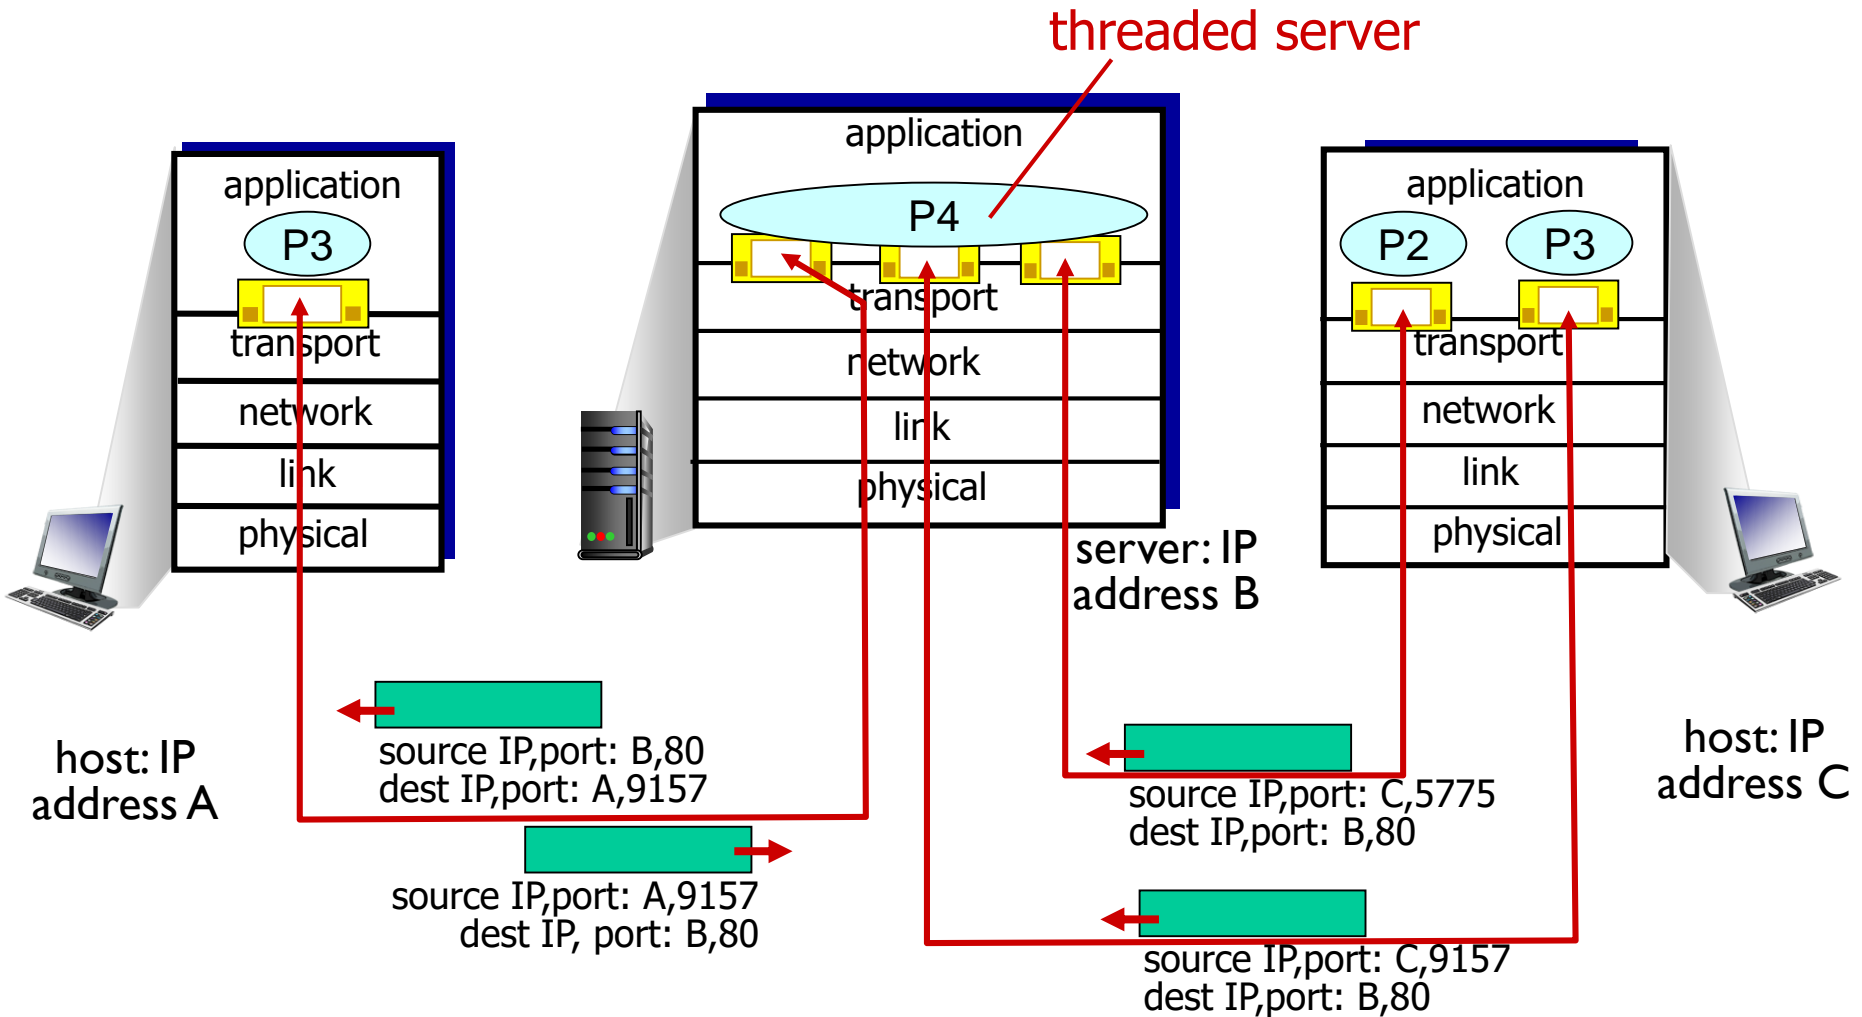 threaded server
application
P3
transport
network
link
physical
application
P4
transport
network
link
physical
application
P2
P3
transport
network
link
physical
server: IP
address B
host: IP
address A
source IP,port: B,80
dest IP,port: A,9157
source IP,port: A,9157
dest IP, port: B,80
source IP,port: C,5775
dest IP,port: B,80
source IP,port: C,9157
dest IP,port: B,80
host: IP
address C